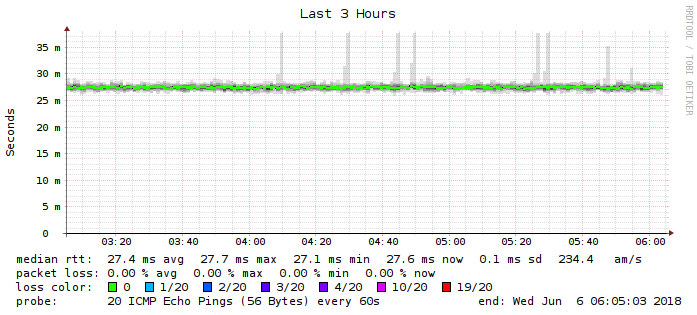 Last 3 Hours
RRDTOOL / TOBI OETIKER
Seconds
35 m
30 m
25 m
20 m
15 m
10 m
5 m
0
03:20 03:40 04:00 04:20 04:40 05:00 05:20 05:40 06:00
median rtt: 27.4 ms avg 27.7 ms max 27.1 ms min 27.6 ms now 0.1 ms sd 234.4 am/s
packet loss: 0.00 % avg 0.00 % max 0.00 % min 0.00 % now
loss color: 0 1/20 2/20 3/20 4/20 10/20 19/20
probe: 20 ICMP Echo Pings (56 Bytes) every 60s end: Wed Jun 6 06:05:03 2018